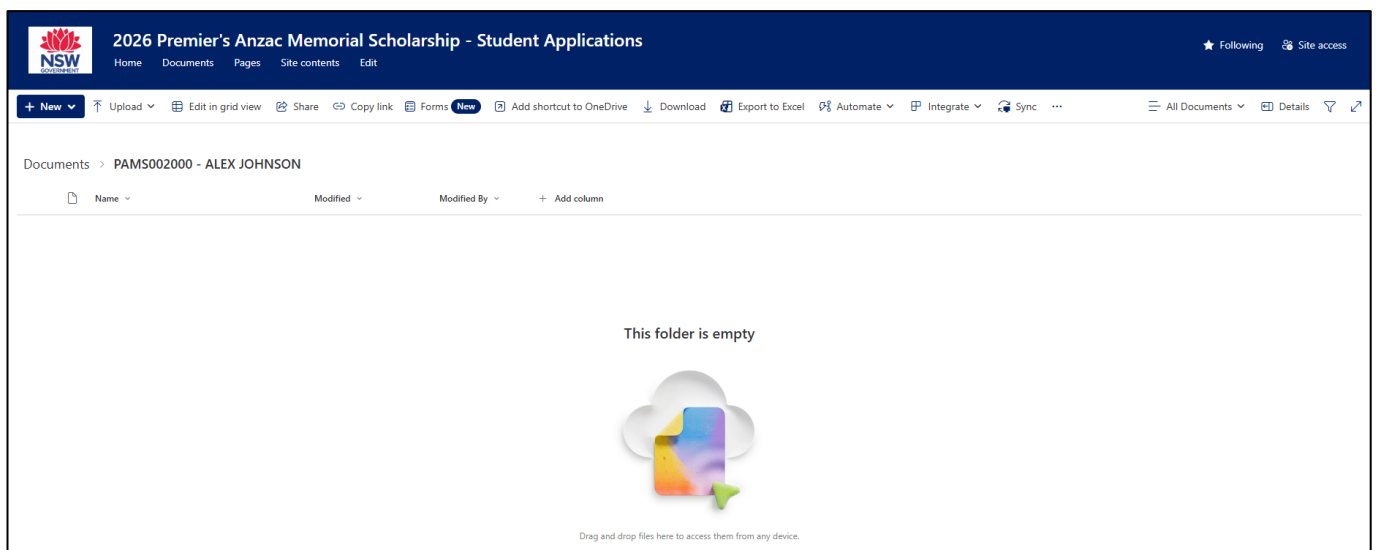 NSW
GOVERNMENT
2026 Premier's Anzac Memorial Scholarship - Student Applications
Home Documents Pages Site contents Edit
Following Site access
+ New Upload Edit in grid view Share Copy link Forms New Add shortcut to OneDrive Download Export to Excel Automate Integrate Sync ... All Documents Details
Documents > PAMS002000 - ALEX JOHNSON
Name Modified Modified By + Add column
This folder is empty
Drag and drop files here to access them from any device.